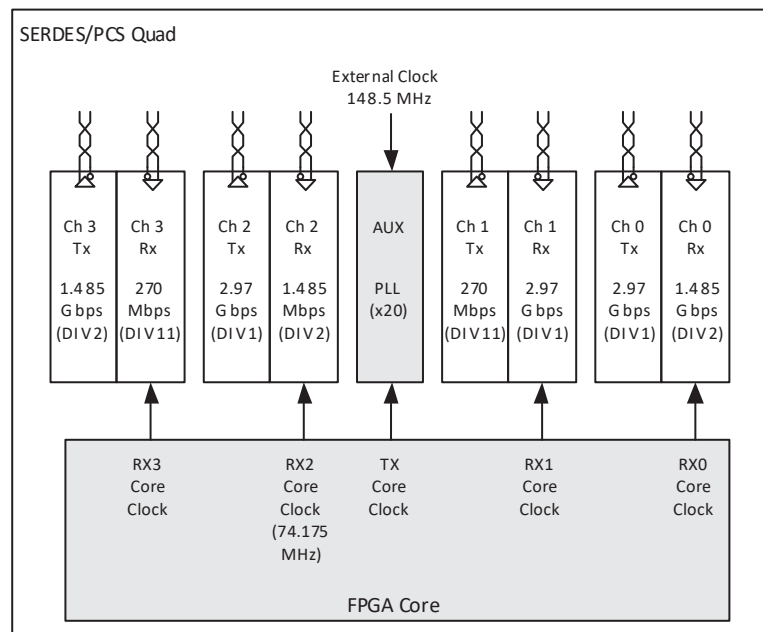 SERDES/PCS Quad
External Clock
148.5 MHz
Ch 3
Tx
1.485
Gbps
(DIV2)
Ch 3
Rx
270
Mbps
(DIV11)
Ch 2
Tx
2.97
Gbps
(DIV1)
Ch 2
Rx
1.485
Mbps
(DIV2)
AUX
PLL
(x20)
Ch 1
Tx
270
Mbps
(DIV11)
Ch 1
Rx
2.97
Gbps
(DIV1)
Ch 0
Tx
2.97
Gbps
(DIV1)
Ch 0
Rx
1.485
Gbps
(DIV2)
RX3
Core
Clock
RX2
Core
Clock
(74.175
MHz)
TX
Core
Clock
RX1
Core
Clock
RX0
Core
Clock
FPGA Core